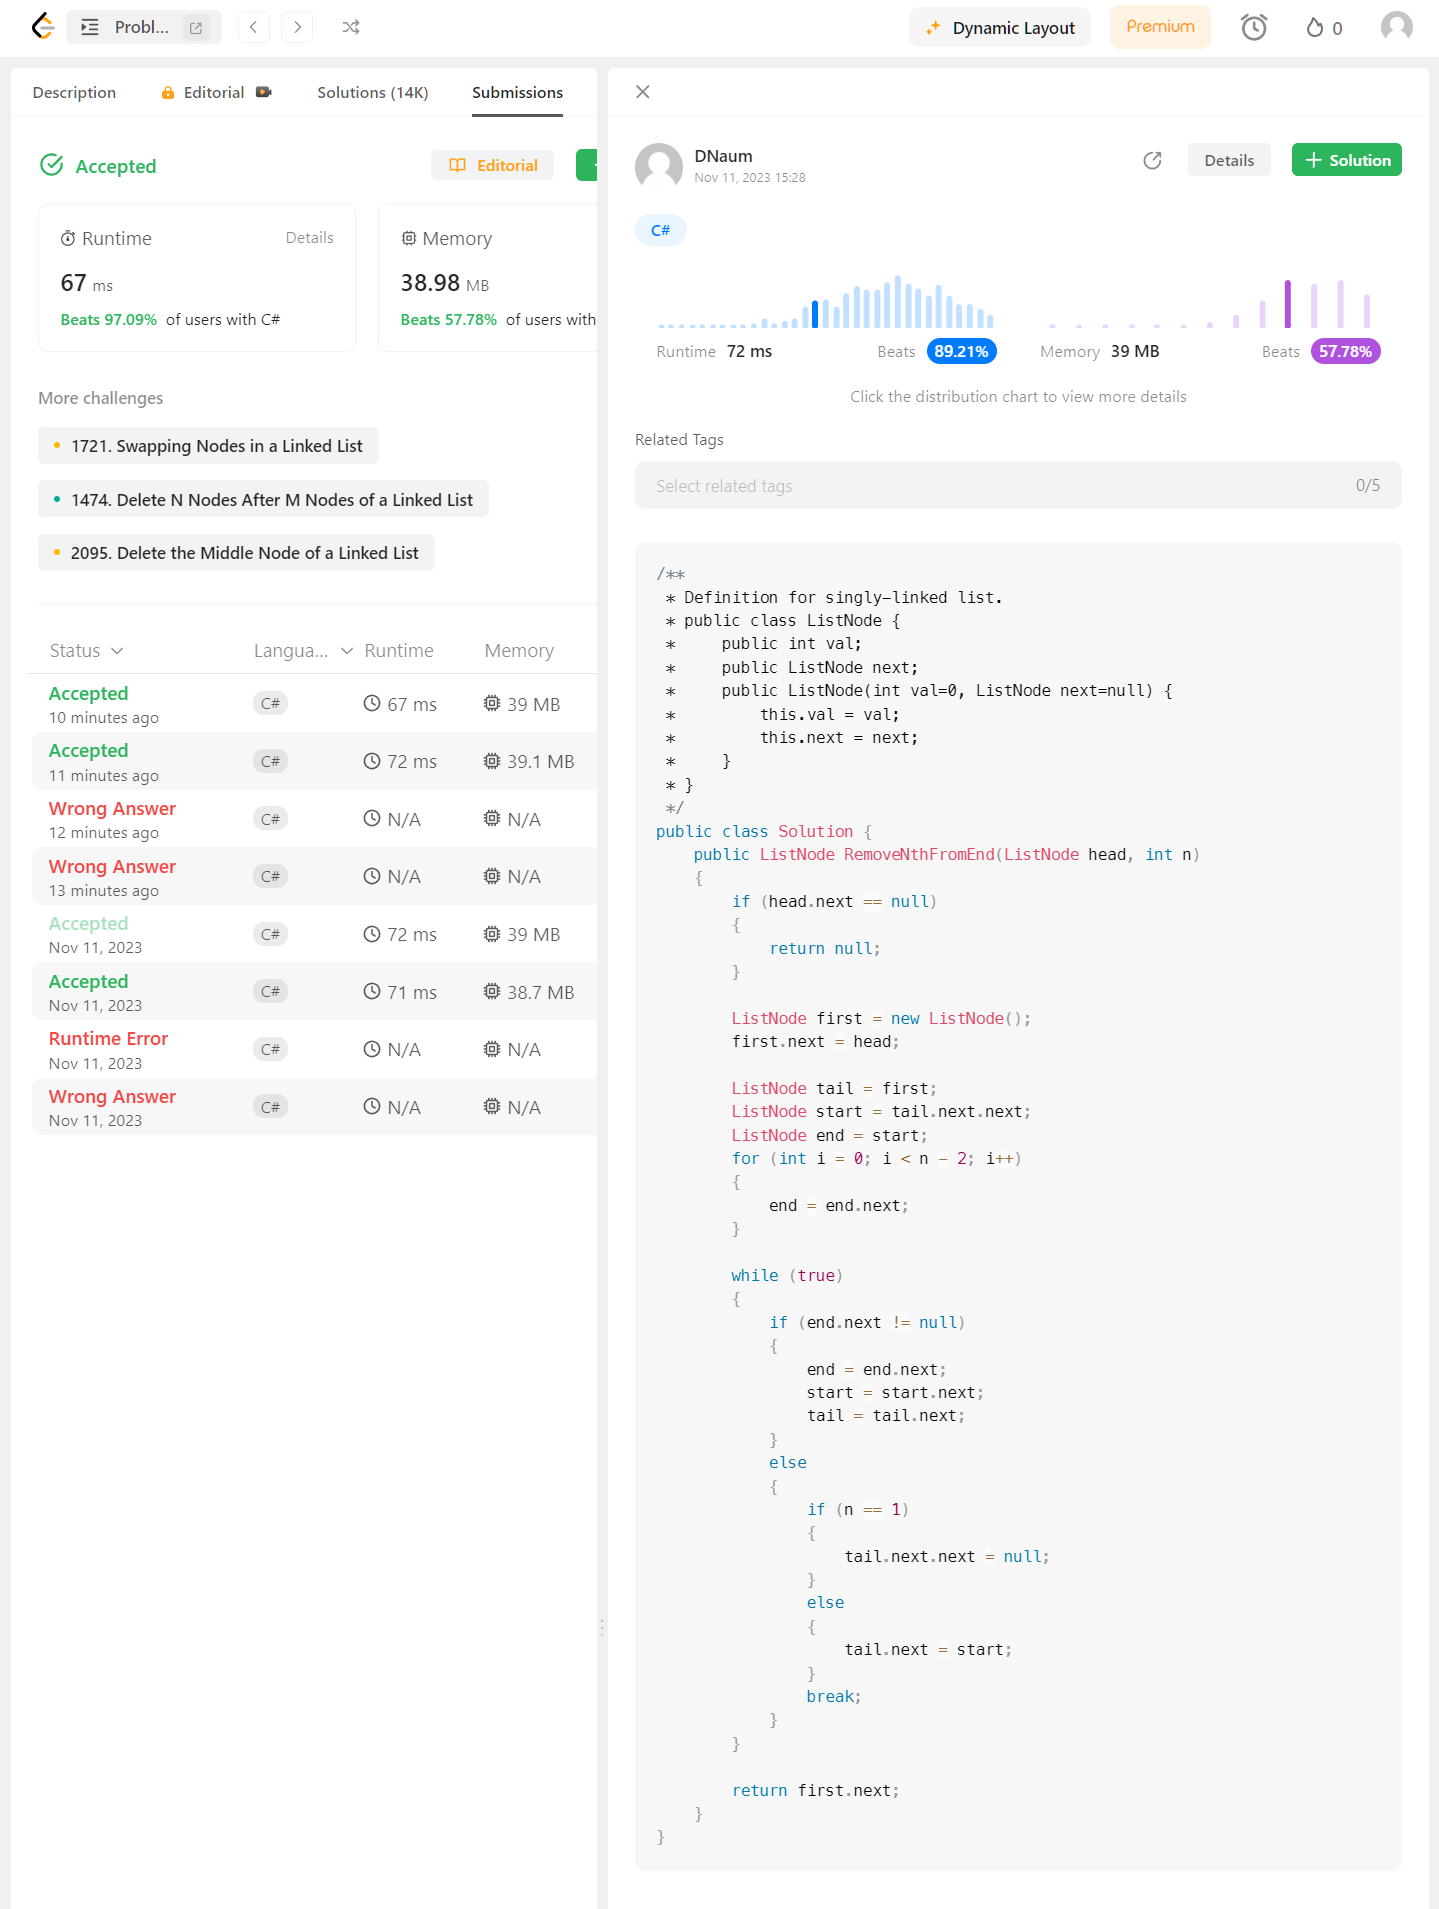 Probl...
Dynamic Layout
Premium
0
Description
Editorial
Solutions (14K)
Submissions
Accepted
Editorial
Runtime
Details
67 ms
Beats 97.09% of users with C#
Memory
38.98 MB
Beats 57.78% of users with
More challenges
1721. Swapping Nodes in a Linked List
1474. Delete N Nodes After M Nodes of a Linked List
2095. Delete the Middle Node of a Linked List
Status Langua... Runtime Memory
Accepted
10 minutes ago
C# 67 ms 39 MB
Accepted
11 minutes ago
C# 72 ms 39.1 MB
Wrong Answer
12 minutes ago
C# N/A N/A
Wrong Answer
13 minutes ago
C# N/A N/A
Accepted
Nov 11, 2023
C# 72 ms 39 MB
Accepted
Nov 11, 2023
C# 71 ms 38.7 MB
Runtime Error
Nov 11, 2023
C# N/A N/A
Wrong Answer
Nov 11, 2023
C# N/A N/A
DNaum
Nov 11, 2023 15:28
Details
+ Solution
C#
Runtime 72 ms Beats 89.21%
Memory 39 MB Beats 57.78%
Click the distribution chart to view more details
Related Tags
Select related tags 0/5
/**
 * Definition for singly-linked list.
 * public class ListNode {
 *     public int val;
 *     public ListNode next;
 *     public ListNode(int val=0, ListNode next=null) {
 *         this.val = val;
 *         this.next = next;
 *     }
 * }
 */
public class Solution {
    public ListNode RemoveNthFromEnd(ListNode head, int n)
    {
        if (head.next == null)
        {
            return null;
        }

        ListNode first = new ListNode();
        first.next = head;

        ListNode tail = first;
        ListNode start = tail.next.next;
        ListNode end = start;
        for (int i = 0; i < n - 2; i++)
        {
            end = end.next;
        }

        while (true)
        {
            if (end.next != null)
            {
                end = end.next;
                start = start.next;
                tail = tail.next;
            }
            else
            {
                if (n == 1)
                {
                    tail.next.next = null;
                }
                else
                {
                    tail.next = start;
                }
                break;
            }
        }

        return first.next;
    }
}